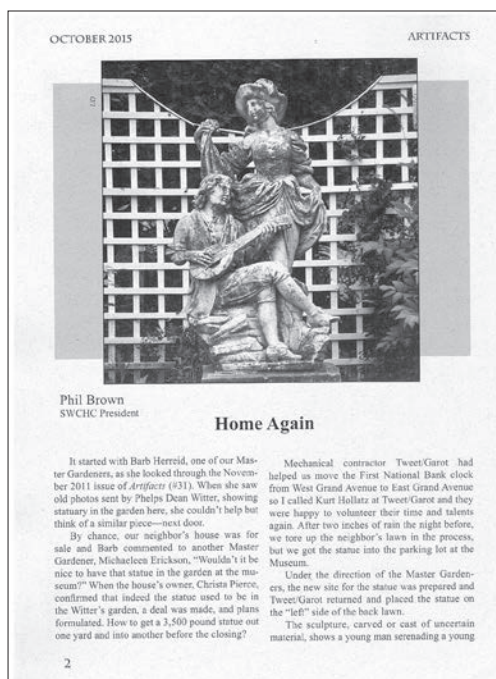 OCTOBER 2015
ARTIFACTS
Phil Brown
SWCHC President
Home Again
It started with Barb Herreid, one of our Mas-
ter Gardeners, as she looked through the Novem-
ber 2011 issue of Artifacts (#31). When she saw
old photos sent by Phelps Dean Witter, showing
statuary in the garden here, she couldn't help but
think of a similar piece—next door.
By chance, our neighbor's house was for
sale and Barb commented to another Master
Gardener, Michaeleen Erickson, "Wouldn't it be
nice to have that statue in the garden at the mu-
seum?" When the house's owner, Christa Pierce,
confirmed that indeed the statue used to be in
the Witter's garden, a deal was made, and plans
formulated. How to get a 3,500 pound statue out
one yard and into another before the closing?
Mechanical contractor Tweet/Garot had
helped us move the First National Bank clock
from West Grand Avenue to East Grand Avenue
so I called Kurt Hollatz at Tweet/Garot and they
were happy to volunteer their time and talents
again. After two inches of rain the night before,
we tore up the neighbor's lawn in the process,
but we got the statue into the parking lot at the
Museum.
Under the direction of the Master Garden-
ers, the new site for the statue was prepared and
Tweet/Garot returned and placed the statue on
the "left" side of the back lawn.
The sculpture, carved or cast of uncertain
material, shows a young man serenading a young
2